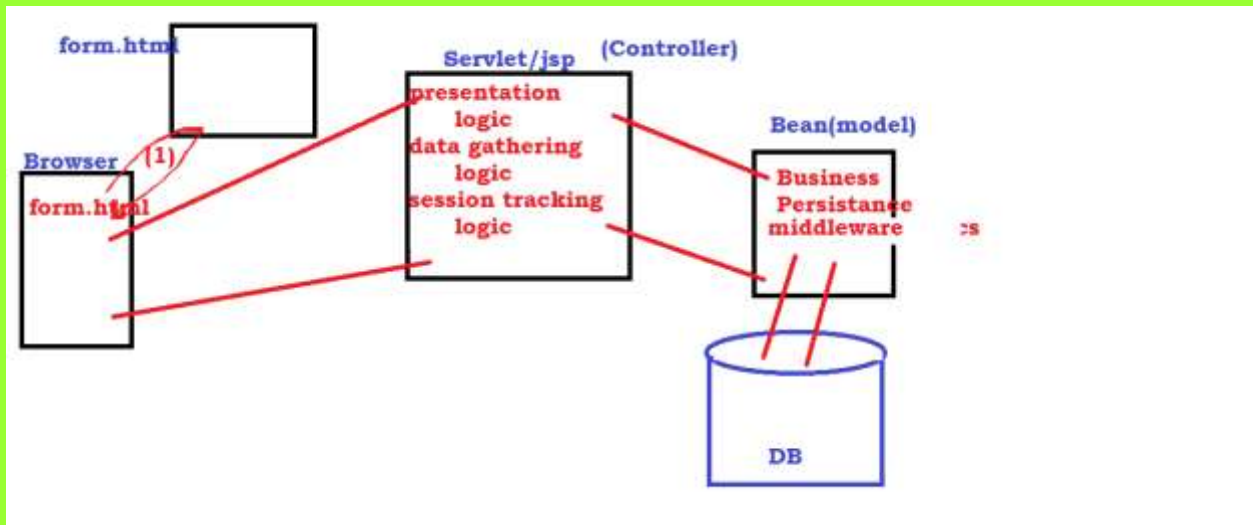 form.html
Servlet/jsp (Controller)
presentation
logic
data gathering
logic
session tracking
logic
Bean(model)
Business
Persistance
middleware
Browser
(1)
form.html
DB